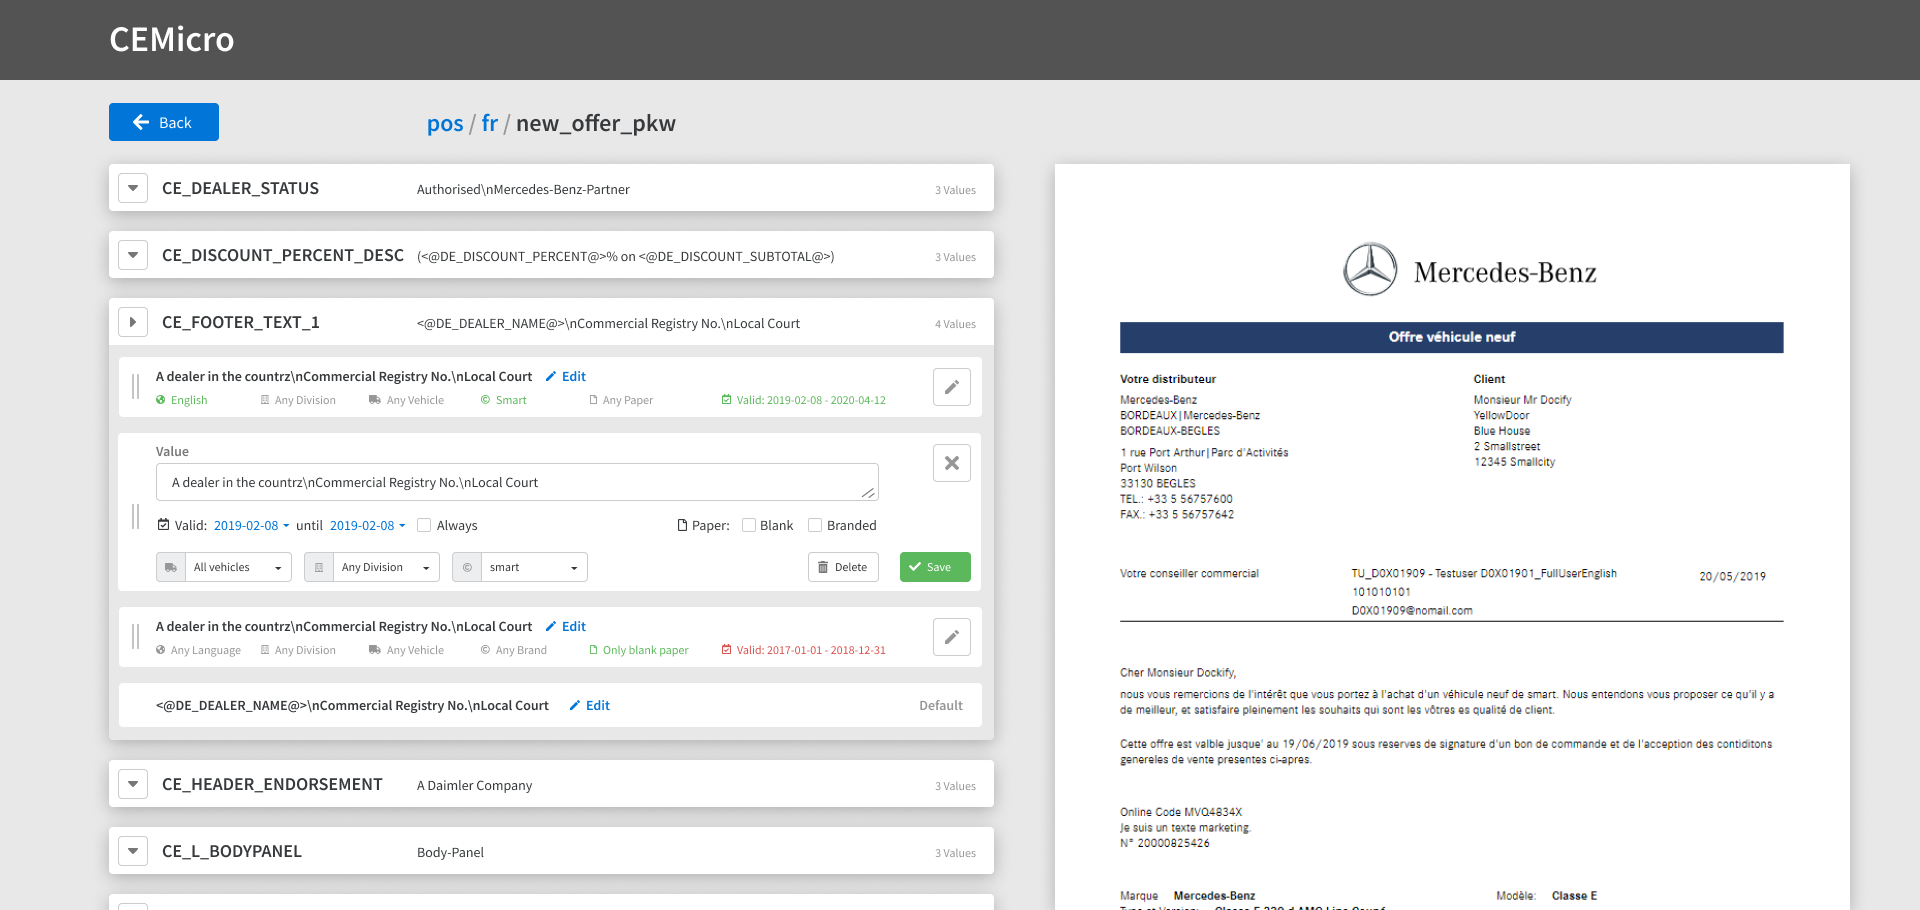 CEMicro
Back
pos / fr / new_offer_pkw
CE_DEALER_STATUS Authorised\nMercedes-Benz-Partner 3 Values
CE_DISCOUNT_PERCENT_DESC (<@DE_DISCOUNT_PERCENT@>% on <@DE_DISCOUNT_SUBTOTAL@>) 3 Values
CE_FOOTER_TEXT_1 <@DE_DEALER_NAME@>\nCommercial Registry No.\nLocal Court 4 Values
A dealer in the countrz\nCommercial Registry No.\nLocal Court Edit
English Any Division Any Vehicle Smart Any Paper Valid: 2019-02-08 - 2020-04-12
Value
A dealer in the countrz\nCommercial Registry No.\nLocal Court
Valid: 2019-02-08 until 2019-02-08 Always Paper: Blank Branded
All vehicles Any Division smart Delete Save
A dealer in the countrz\nCommercial Registry No.\nLocal Court Edit
Any Language Any Division Any Vehicle Any Brand Only blank paper Valid: 2017-01-01 - 2018-12-31
<@DE_DEALER_NAME@>\nCommercial Registry No.\nLocal Court Edit Default
CE_HEADER_ENDORSEMENT A Daimler Company 3 Values
CE_L_BODYPANEL Body-Panel 3 Values
Mercedes-Benz
Offre véhicule neuf
Votre distributeur
Mercedes-Benz
BORDEAUX|Mercedes-Benz
BORDEAUX-BEGLES
1 rue Port Arthur|Parc d'Activités
Port Wilson
33130 BEGLES
TEL.: +33 5 56757600
FAX.: +33 5 56757642
Client
Monsieur Mr Docify
YellowDoor
Blue House
2 Smallstreet
12345 Smallcity
Votre conseiller commercial TU_D0X01909 - Testuser D0X01901_FullUserEnglish 20/05/2019
101010101
D0X01909@nomail.com
Cher Monsieur Dockify,
nous vous remercions de l'intérêt que vous portez à l'achat d'un véhicule neuf de smart. Nous entendons vous proposer ce qu'il y a
de meilleur, et satisfaire pleinement les souhaits qui sont les vôtres es qualité de client.
Cette offre est valble jusque' au 19/06/2019 sous reserves de signature d'un bon de commande et de l'acception des contiditons
genereles de vente presentes ci-apres.
Online Code MVQ4834X
Je suis un texte marketing.
N° 20000825426
Marque Mercedes-Benz Modèle: Classe E